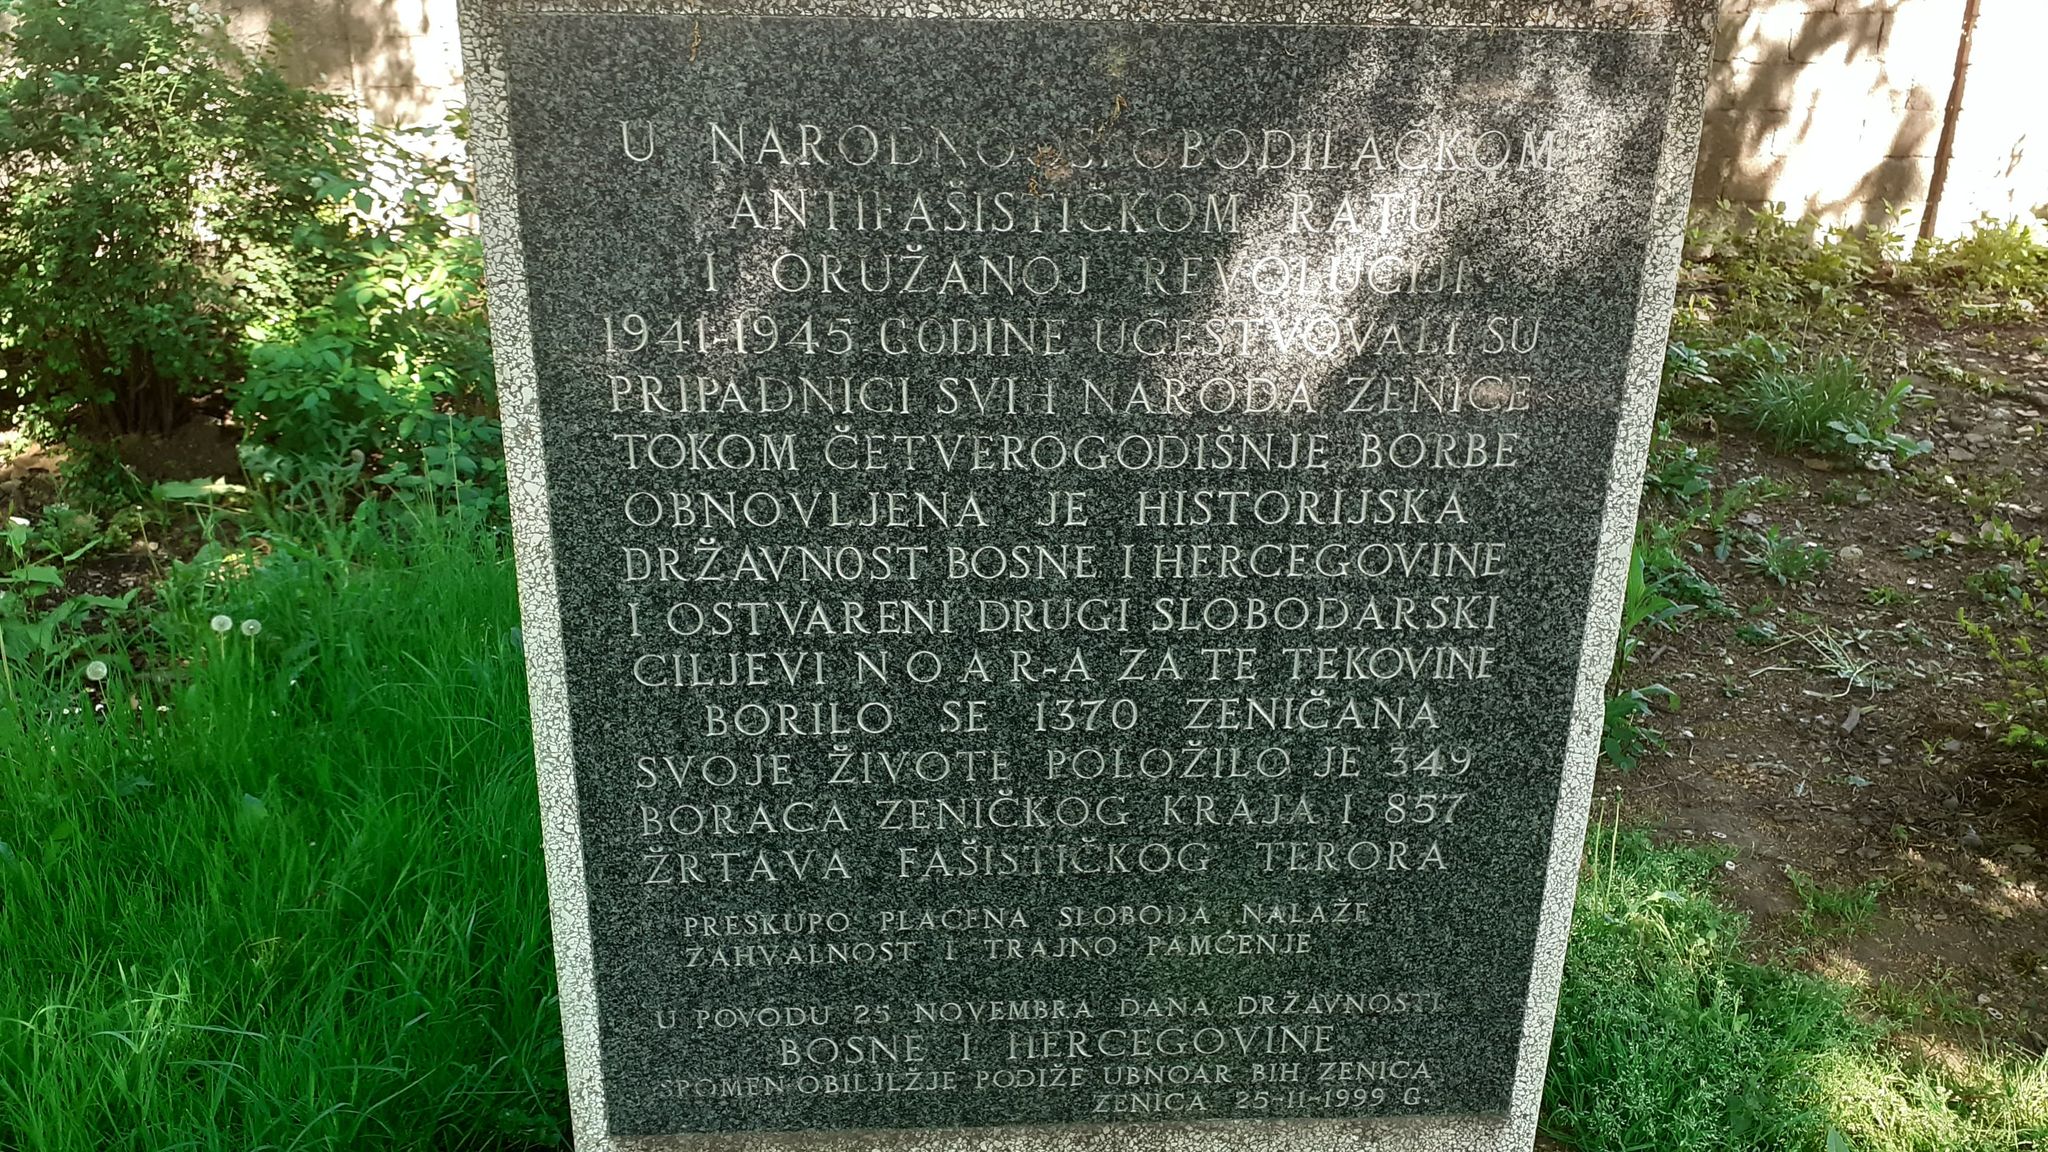 U NARODNOOSLOBODILAČKOM
ANTIFAŠISTIČKOM RATU
I ORUŽANOJ REVOLUCIJI
1941-1945 GODINE UČESTVOVALI SU
PRIPADNICI SVIH NARODA ZENICE
TOKOM ČETVEROGODIŠNJE BORBE
OBNOVLJENA JE HISTORIJSKA
DRŽAVNOST BOSNE I HERCEGOVINE
I OSTVARENI DRUGI SLOBODARSKI
CILJEVI N O A R-A ZA TE TEKOVINE
BORILO SE 1370 ZENIČANA
SVOJE ŽIVOTE POLOŽILO JE 349
BORACA ZENIČKOG KRAJA I 857
ŽRTAVA FAŠISTIČKOG TERORA
PRESKUPO PLAĆENA SLOBODA NALAŽE
ZAHVALNOST I TRAJNO PAMĆENJE
U POVODU 25 NOVEMBRA DANA DRŽAVNOSTI
BOSNE I HERCEGOVINE
SPOMEN OBILJLŽJE PODIŽE UBNOAR BIH ZENICA
ZENICA 25-11-1999 G.